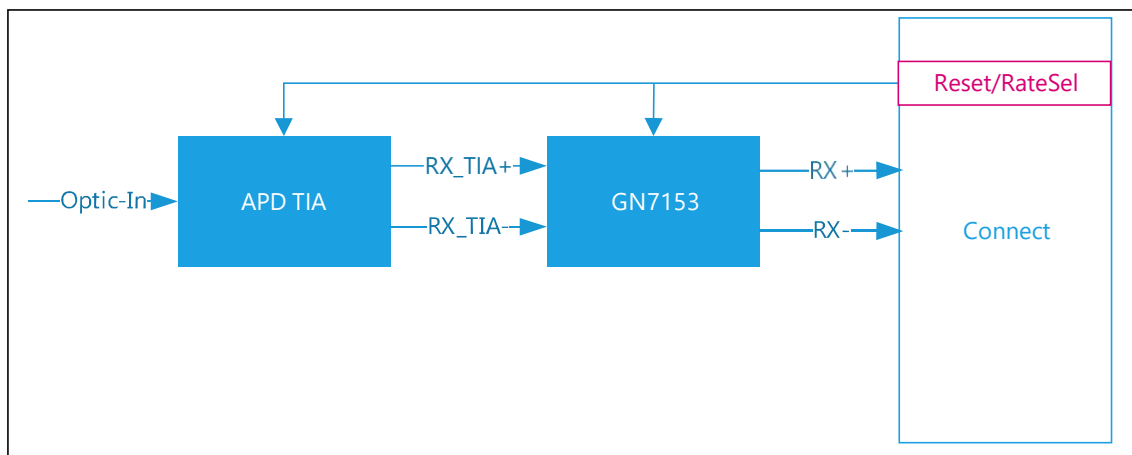 Reset/RateSel
RX_TIA+
RX+
Optic-In
APD TIA
GN7153
RX_TIA-
RX-
Connect